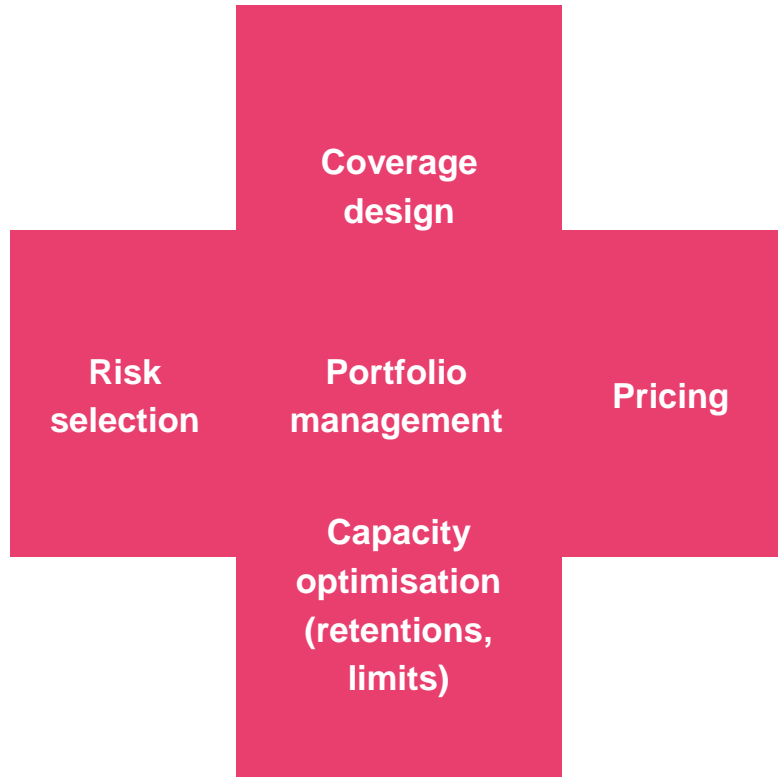 Coverage
design
Risk
selection
Portfolio
management
Pricing
Capacity
optimisation
(retentions,
limits)